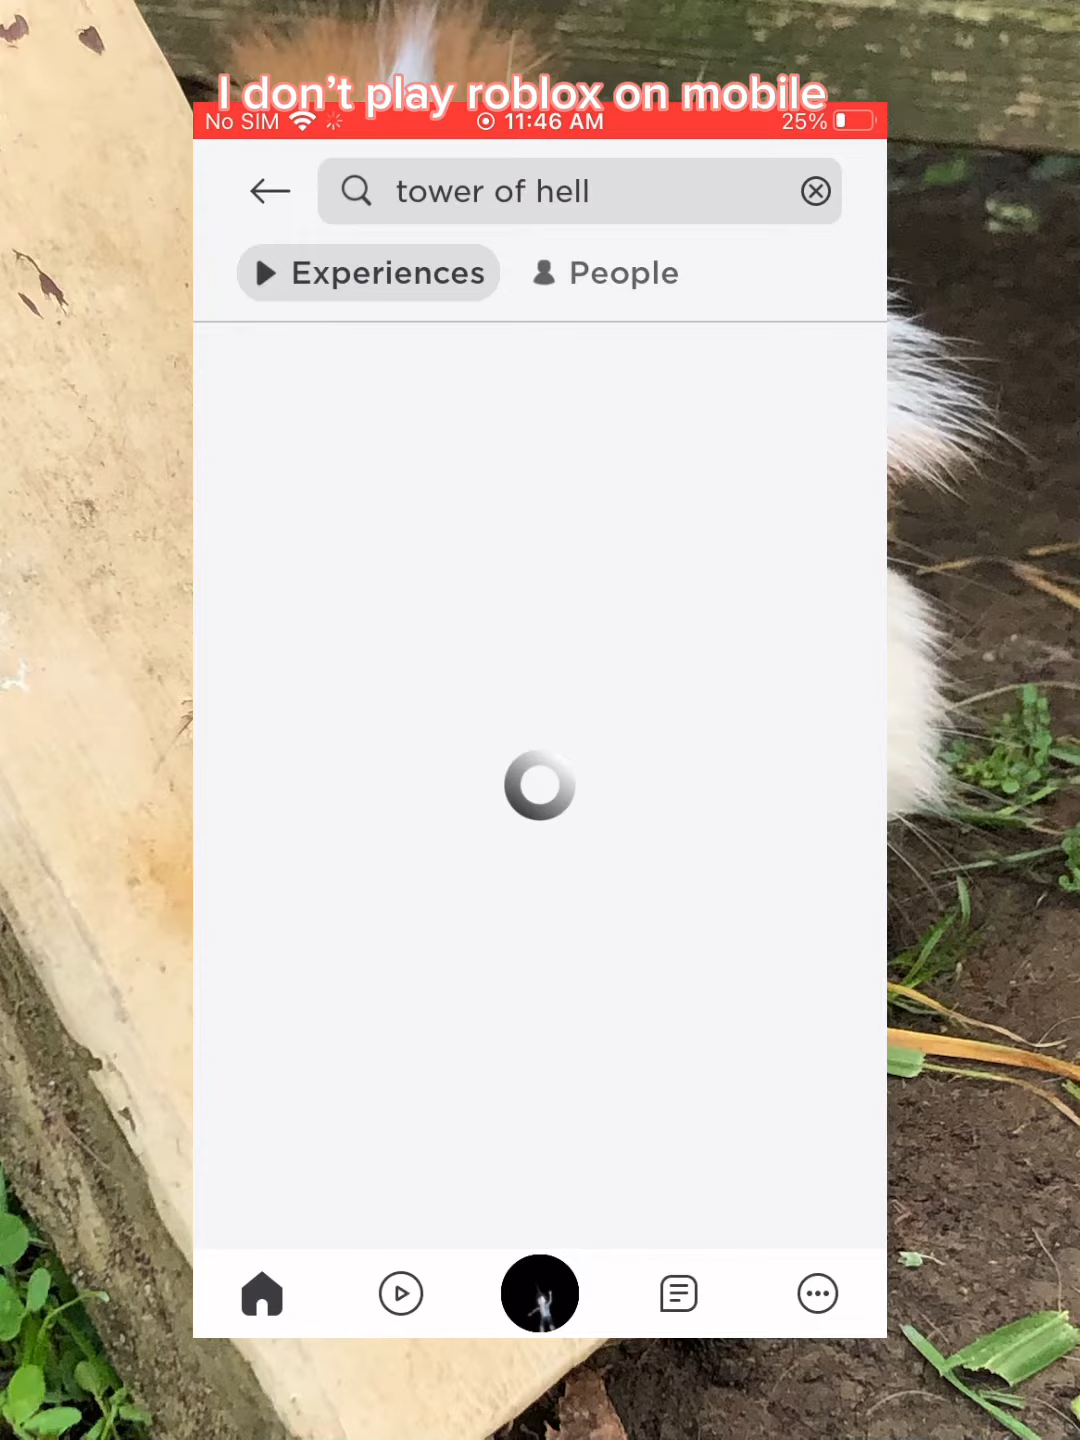 I don't play roblox on mobile
No SIM 11:46 AM 25%
tower of hell
Experiences People